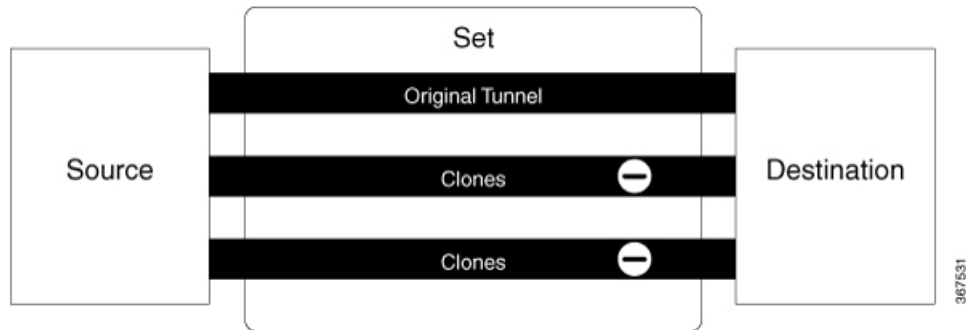 Set
Original Tunnel
Source
Clones
Destination
Clones
367531